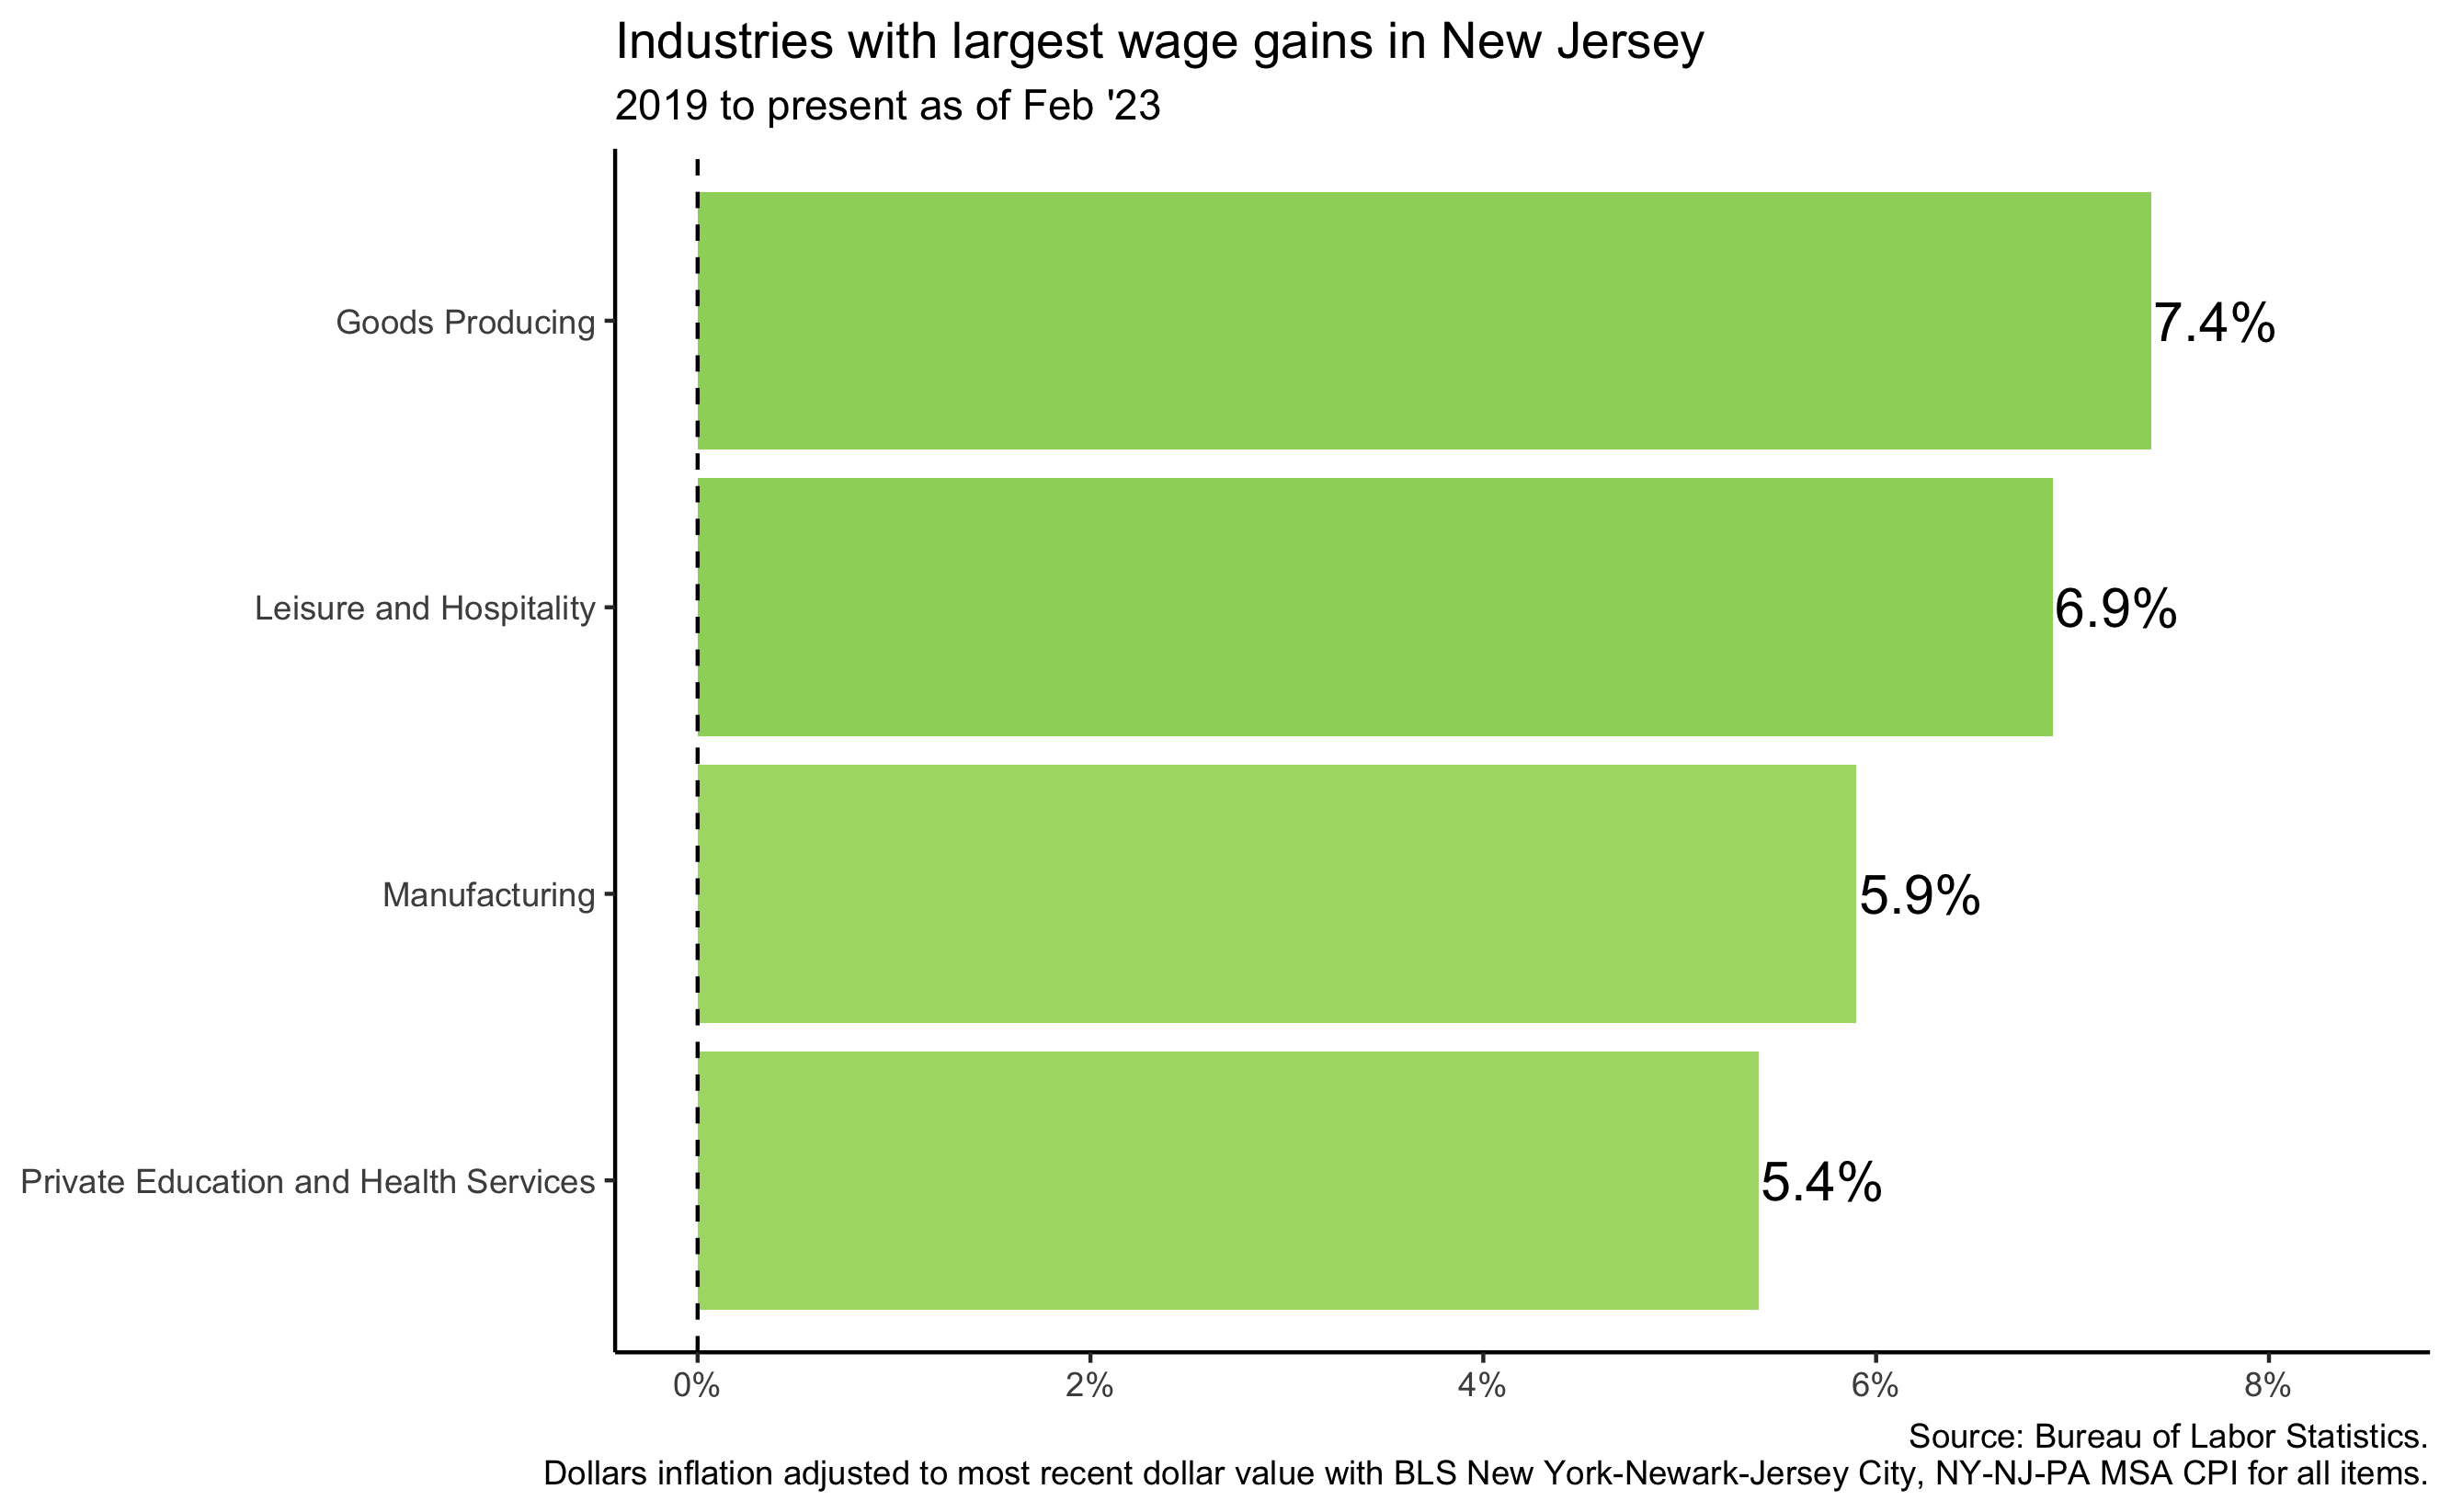 Industries with largest wage gains in New Jersey
2019 to present as of Feb '23
Goods Producing
7.4%
Leisure and Hospitality
6.9%
Manufacturing
5.9%
Private Education and Health Services
5.4%
0% 2% 4% 6% 8%
Source: Bureau of Labor Statistics.
Dollars inflation adjusted to most recent dollar value with BLS New York-Newark-Jersey City, NY-NJ-PA MSA CPI for all items.